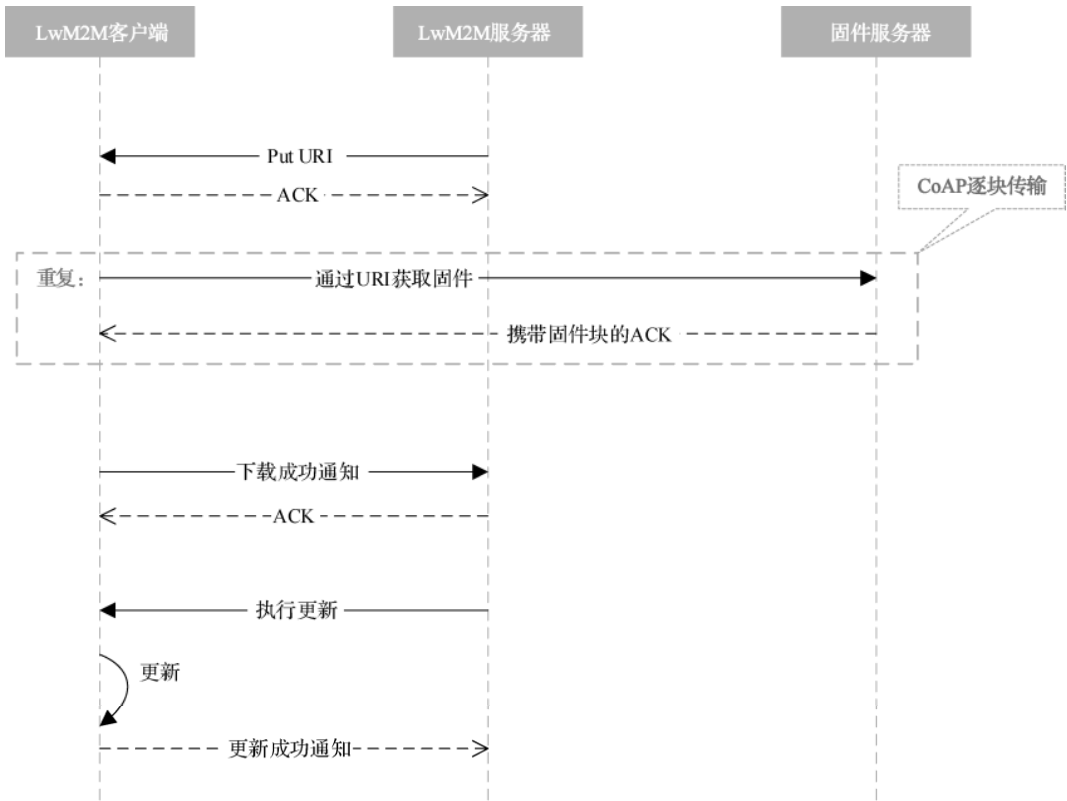 LwM2M客户端
LwM2M服务器
固件服务器
Put URI
ACK
CoAP逐块传输
重复：
通过URI获取固件
携带固件块的ACK
下载成功通知
ACK
执行更新
更新
更新成功通知